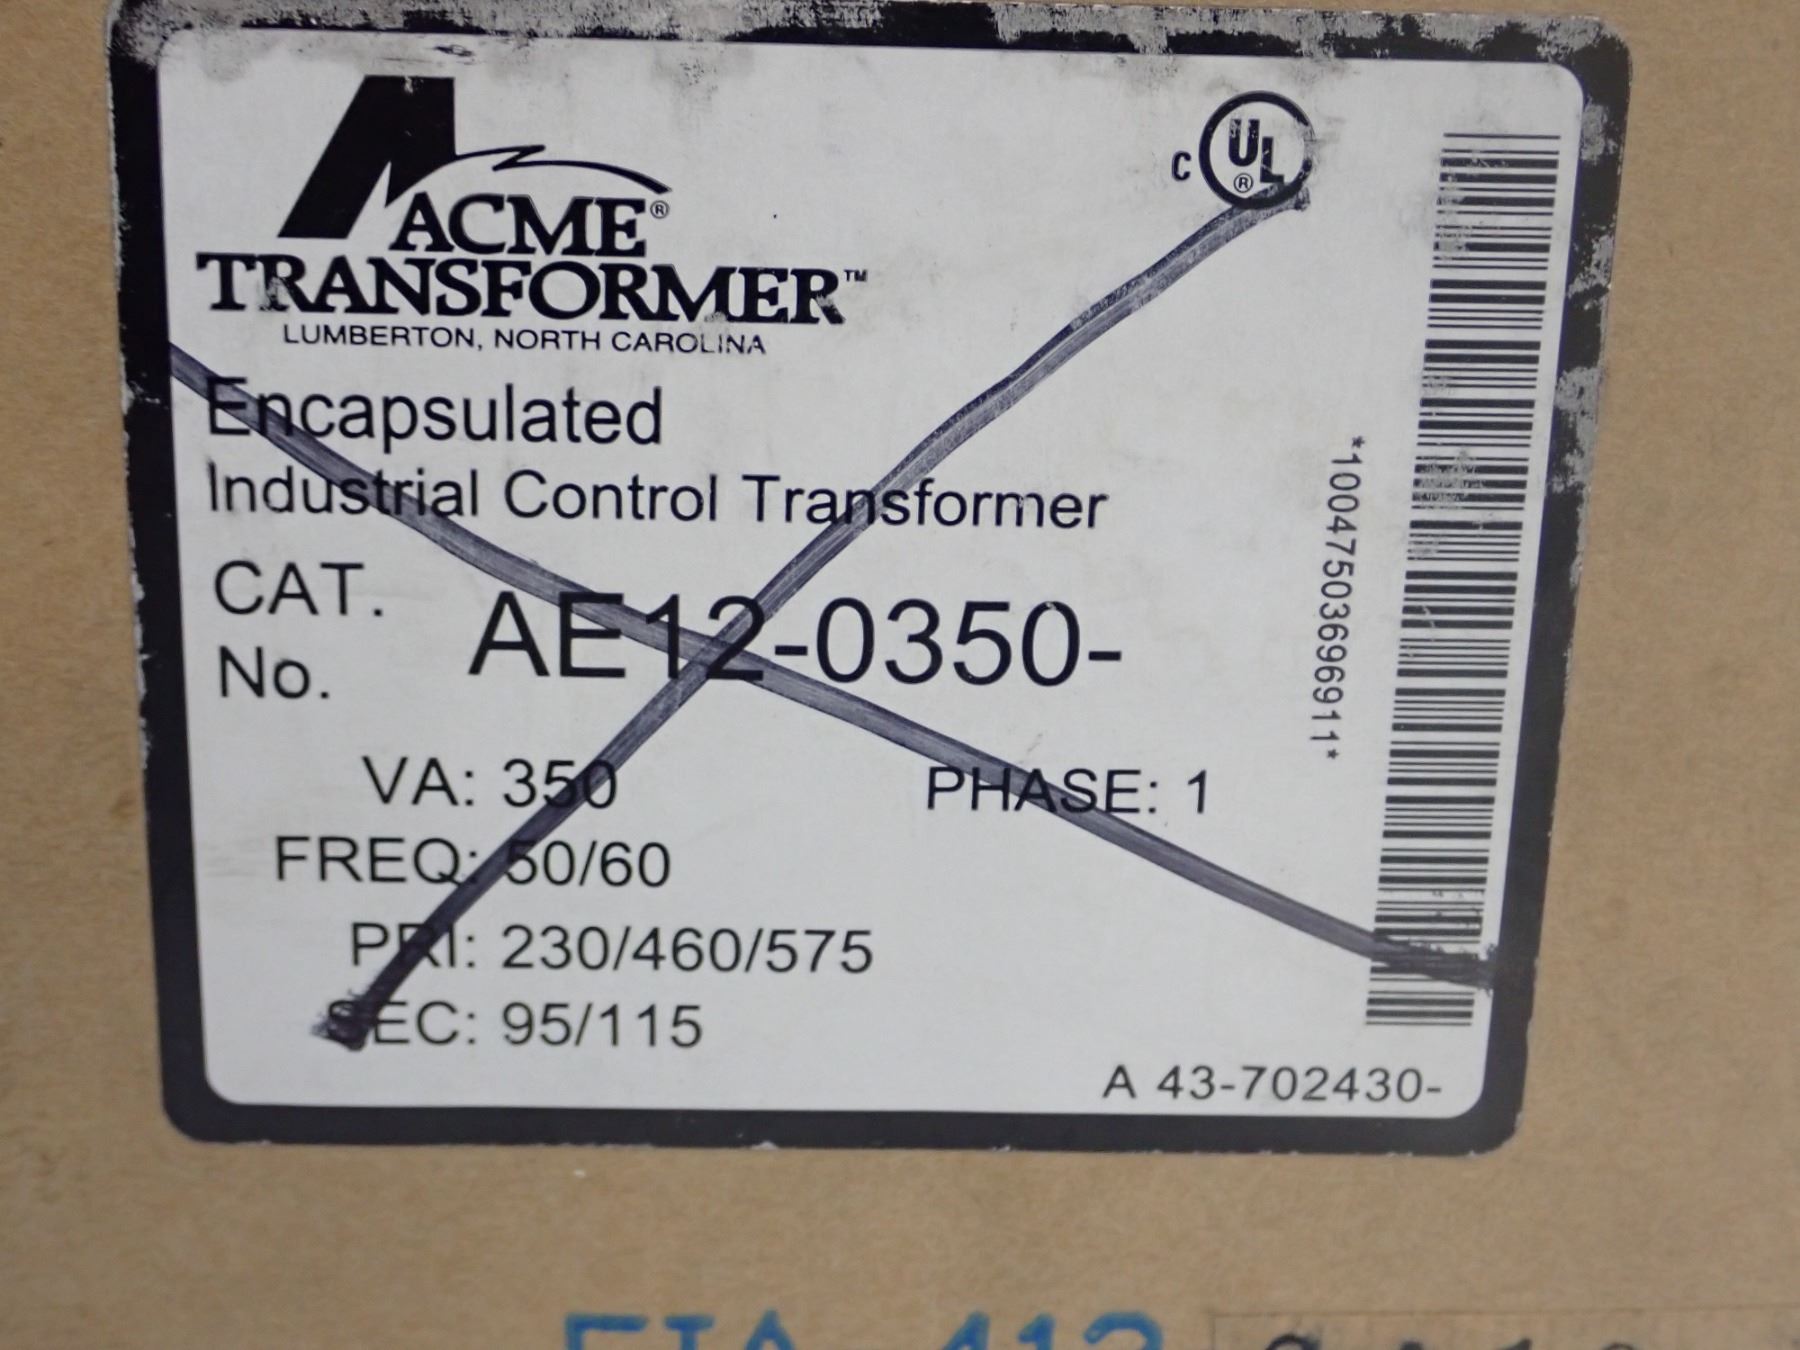 ACME®
TRANSFORMER™
LUMBERTON, NORTH CAROLINA
C UL ®
Encapsulated
Industrial Control Transformer
CAT. No. AE12-0350-
VA: 350 PHASE: 1
FREQ: 50/60
PRI: 230/460/575
SEC: 95/115
A 43-702430-
*10047503696911*